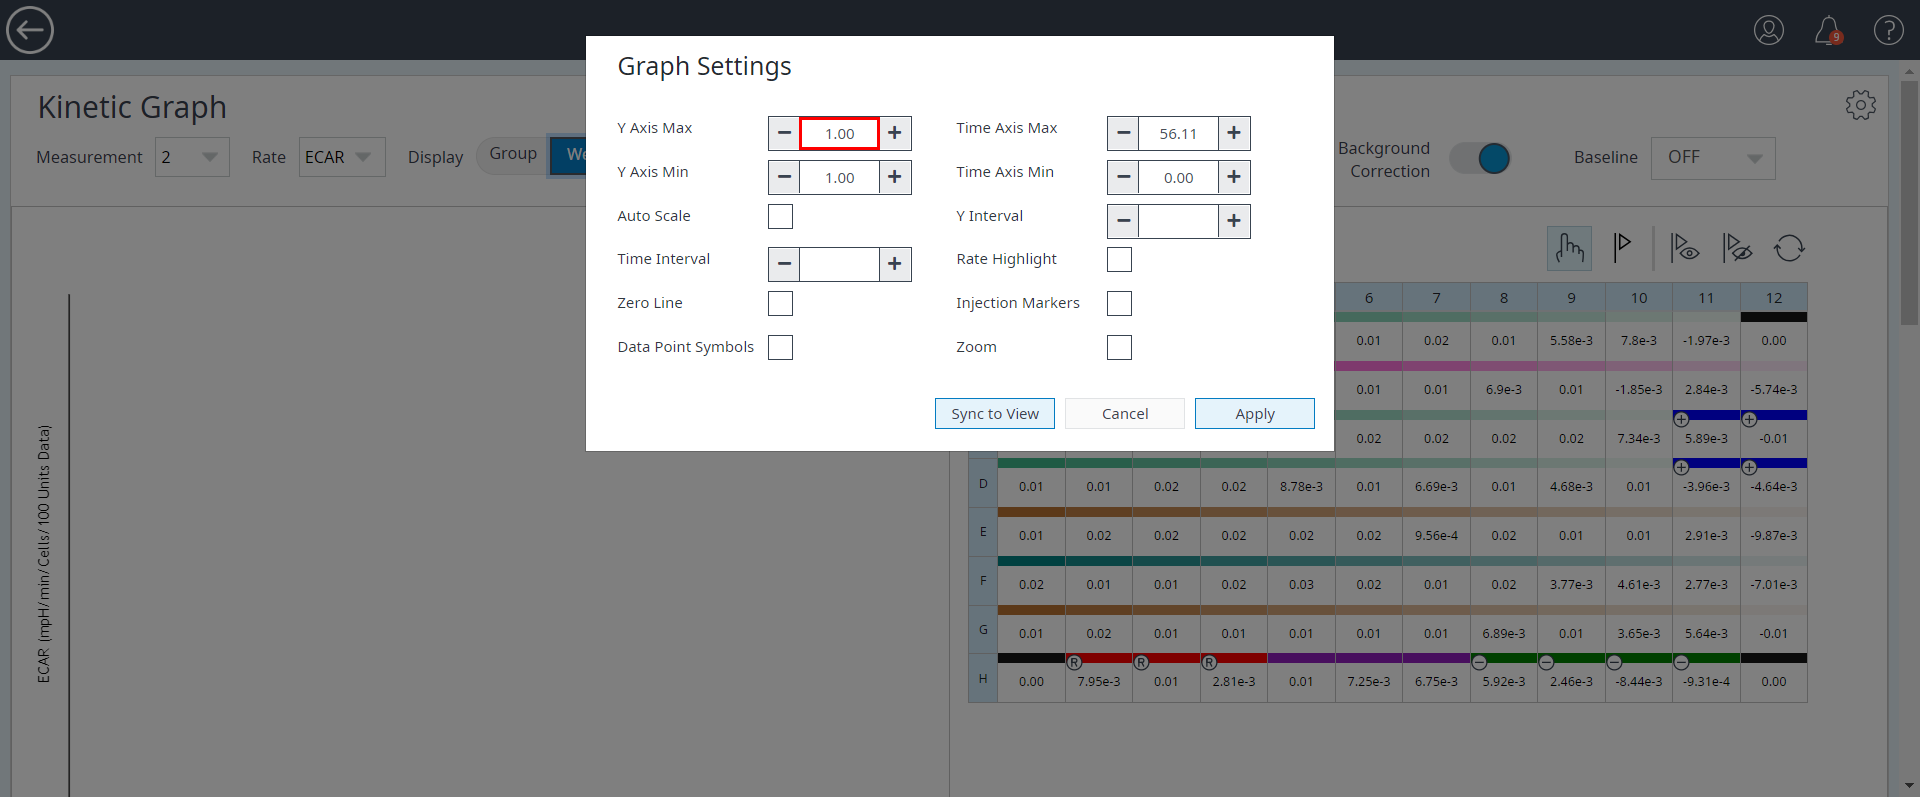 9
Graph Settings
Y Axis Max 1.00 Time Axis Max 56.11
Y Axis Min 1.00 Time Axis Min 0.00
Auto Scale Y Interval
Time Interval Rate Highlight
Zero Line Injection Markers
Data Point Symbols Zoom
Sync to View Cancel Apply
Kinetic Graph
Measurement 2 Rate ECAR Display Group We
Background
Correction
Baseline OFF
ECAR (mpH/min/Cells/100 Units Data)
6 7 8 9 10 11 12
0.01 0.02 0.01 5.58e-3 7.8e-3 -1.97e-3 0.00
0.01 0.01 6.9e-3 0.01 -1.85e-3 2.84e-3 -5.74e-3
0.02 0.02 0.02 0.02 7.34e-3 5.89e-3 -0.01
D 0.01 0.01 0.02 0.02 8.78e-3 0.01 6.69e-3 0.01 4.68e-3 0.01 -3.96e-3 -4.64e-3
E 0.01 0.02 0.02 0.02 0.02 0.02 9.56e-4 0.02 0.01 0.01 2.91e-3 -9.87e-3
F 0.02 0.01 0.01 0.02 0.03 0.02 0.01 0.02 3.77e-3 4.61e-3 2.77e-3 -7.01e-3
G 0.01 0.02 0.01 0.01 0.01 0.01 0.01 6.89e-3 0.01 3.65e-3 5.64e-3 -0.01
R R R
H 0.00 7.95e-3 0.01 2.81e-3 0.01 7.25e-3 6.75e-3 5.92e-3 2.46e-3 -8.44e-3 -9.31e-4 0.00